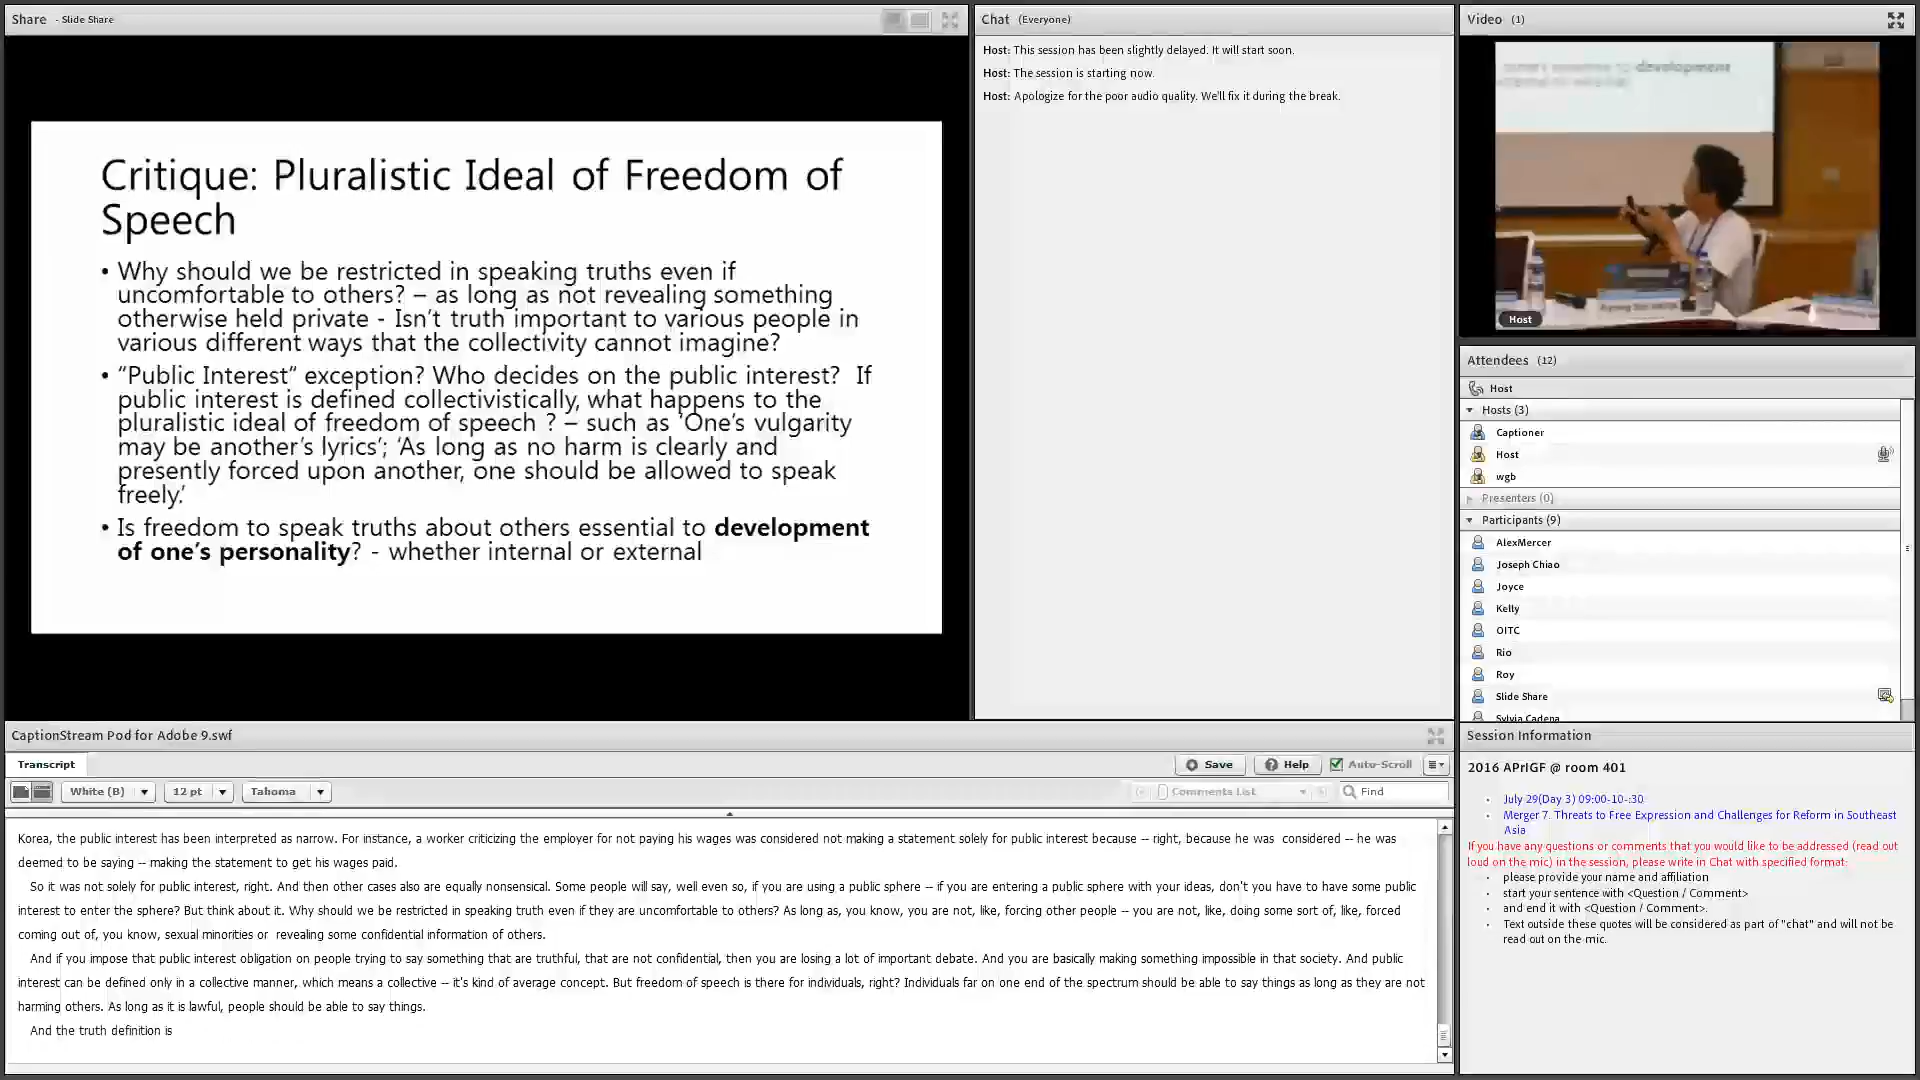 Share - Slide Share
Critique: Pluralistic Ideal of Freedom of
Speech
• Why should we be restricted in speaking truths even if
uncomfortable to others? – as long as not revealing something
otherwise held private - Isn't truth important to various people in
various different ways that the collectivity cannot imagine?
• "Public Interest" exception? Who decides on the public interest? If
public interest is defined collectivistically, what happens to the
pluralistic ideal of freedom of speech ? – such as 'One's vulgarity
may be another's lyrics'; 'As long as no harm is clearly and
presently forced upon another, one should be allowed to speak
freely.'
• Is freedom to speak truths about others essential to development
of one's personality? - whether internal or external
Chat (Everyone)
Host: This session has been slightly delayed. It will start soon.
Host: The session is starting now.
Host: Apologize for the poor audio quality. We'll fix it during the break.
Video (1)
development
Host
Attendees (12)
Host
Hosts (3)
Captioner
Host
wgb
Presenters (0)
Participants (9)
AlexMercer
Joseph Chiao
Joyce
Kelly
OITC
Rio
Roy
Slide Share
Sylvia Cadena
CaptionStream Pod for Adobe 9.swf
Transcript
Save Help Auto-Scroll
White (B) 12 pt Tahoma Comments List Find
Korea, the public interest has been interpreted as narrow. For instance, a worker criticizing the employer for not paying his wages was considered not making a statement solely for public interest because -- right, because he was considered -- he was
deemed to be saying -- making the statement to get his wages paid.
So it was not solely for public interest, right. And then other cases also are equally nonsensical. Some people will say, well even so, if you are using a public sphere -- if you are entering a public sphere with your ideas, don't you have to have some public
interest to enter the sphere? But think about it. Why should we be restricted in speaking truth even if they are uncomfortable to others? As long as, you know, you are not, like, forcing other people -- you are not, like, doing some sort of, like, forced
coming out of, you know, sexual minorities or revealing some confidential information of others.
And if you impose that public interest obligation on people trying to say something that are truthful, that are not confidential, then you are losing a lot of important debate. And you are basically making something impossible in that society. And public
interest can be defined only in a collective manner, which means a collective -- it's kind of average concept. But freedom of speech is there for individuals, right? Individuals far on one end of the spectrum should be able to say things as long as they are not
harming others. As long as it is lawful, people should be able to say things.
And the truth definition is
Session Information
2016 APrIGF @ room 401
• July 29(Day 3) 09:00-10-:30
• Merger 7. Threats to Free Expression and Challenges for Reform in Southeast
Asia
If you have any questions or comments that you would like to be addressed (read out
loud on the mic) in the session, please write in Chat with specified format:
• please provide your name and affiliation
• start your sentence with <Question / Comment>
• and end it with <Question / Comment>.
• Text outside these quotes will be considered as part of "chat" and will not be
read out on the mic.